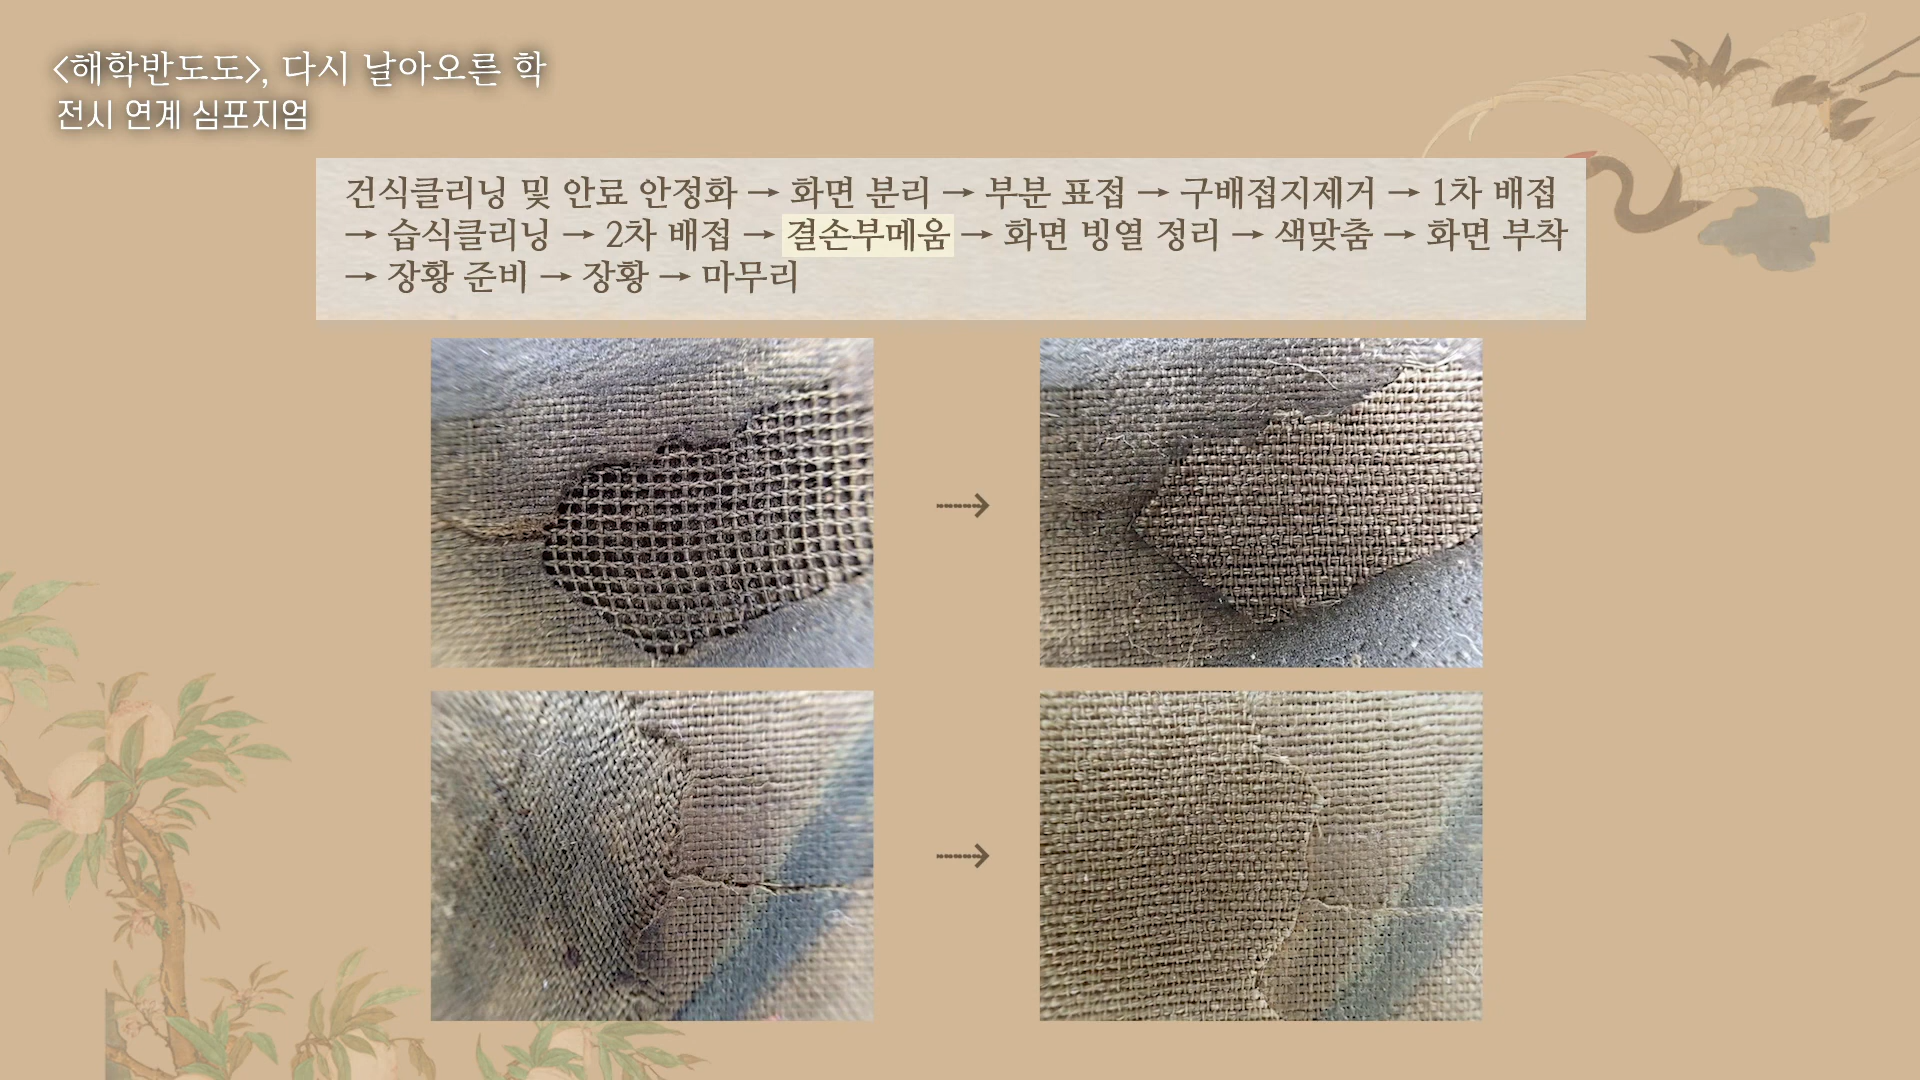 <해학반도도>, 다시 날아오른 학
전시 연계 심포지엄
건식클리닝 및 안료 안정화 → 화면 분리 → 부분 표접 → 구배접지제거 → 1차 배접
→ 습식클리닝 → 2차 배접 → 결손부메움 → 화면 빙열 정리 → 색맞춤 → 화면 부착
→ 장황 준비 → 장황 → 마무리